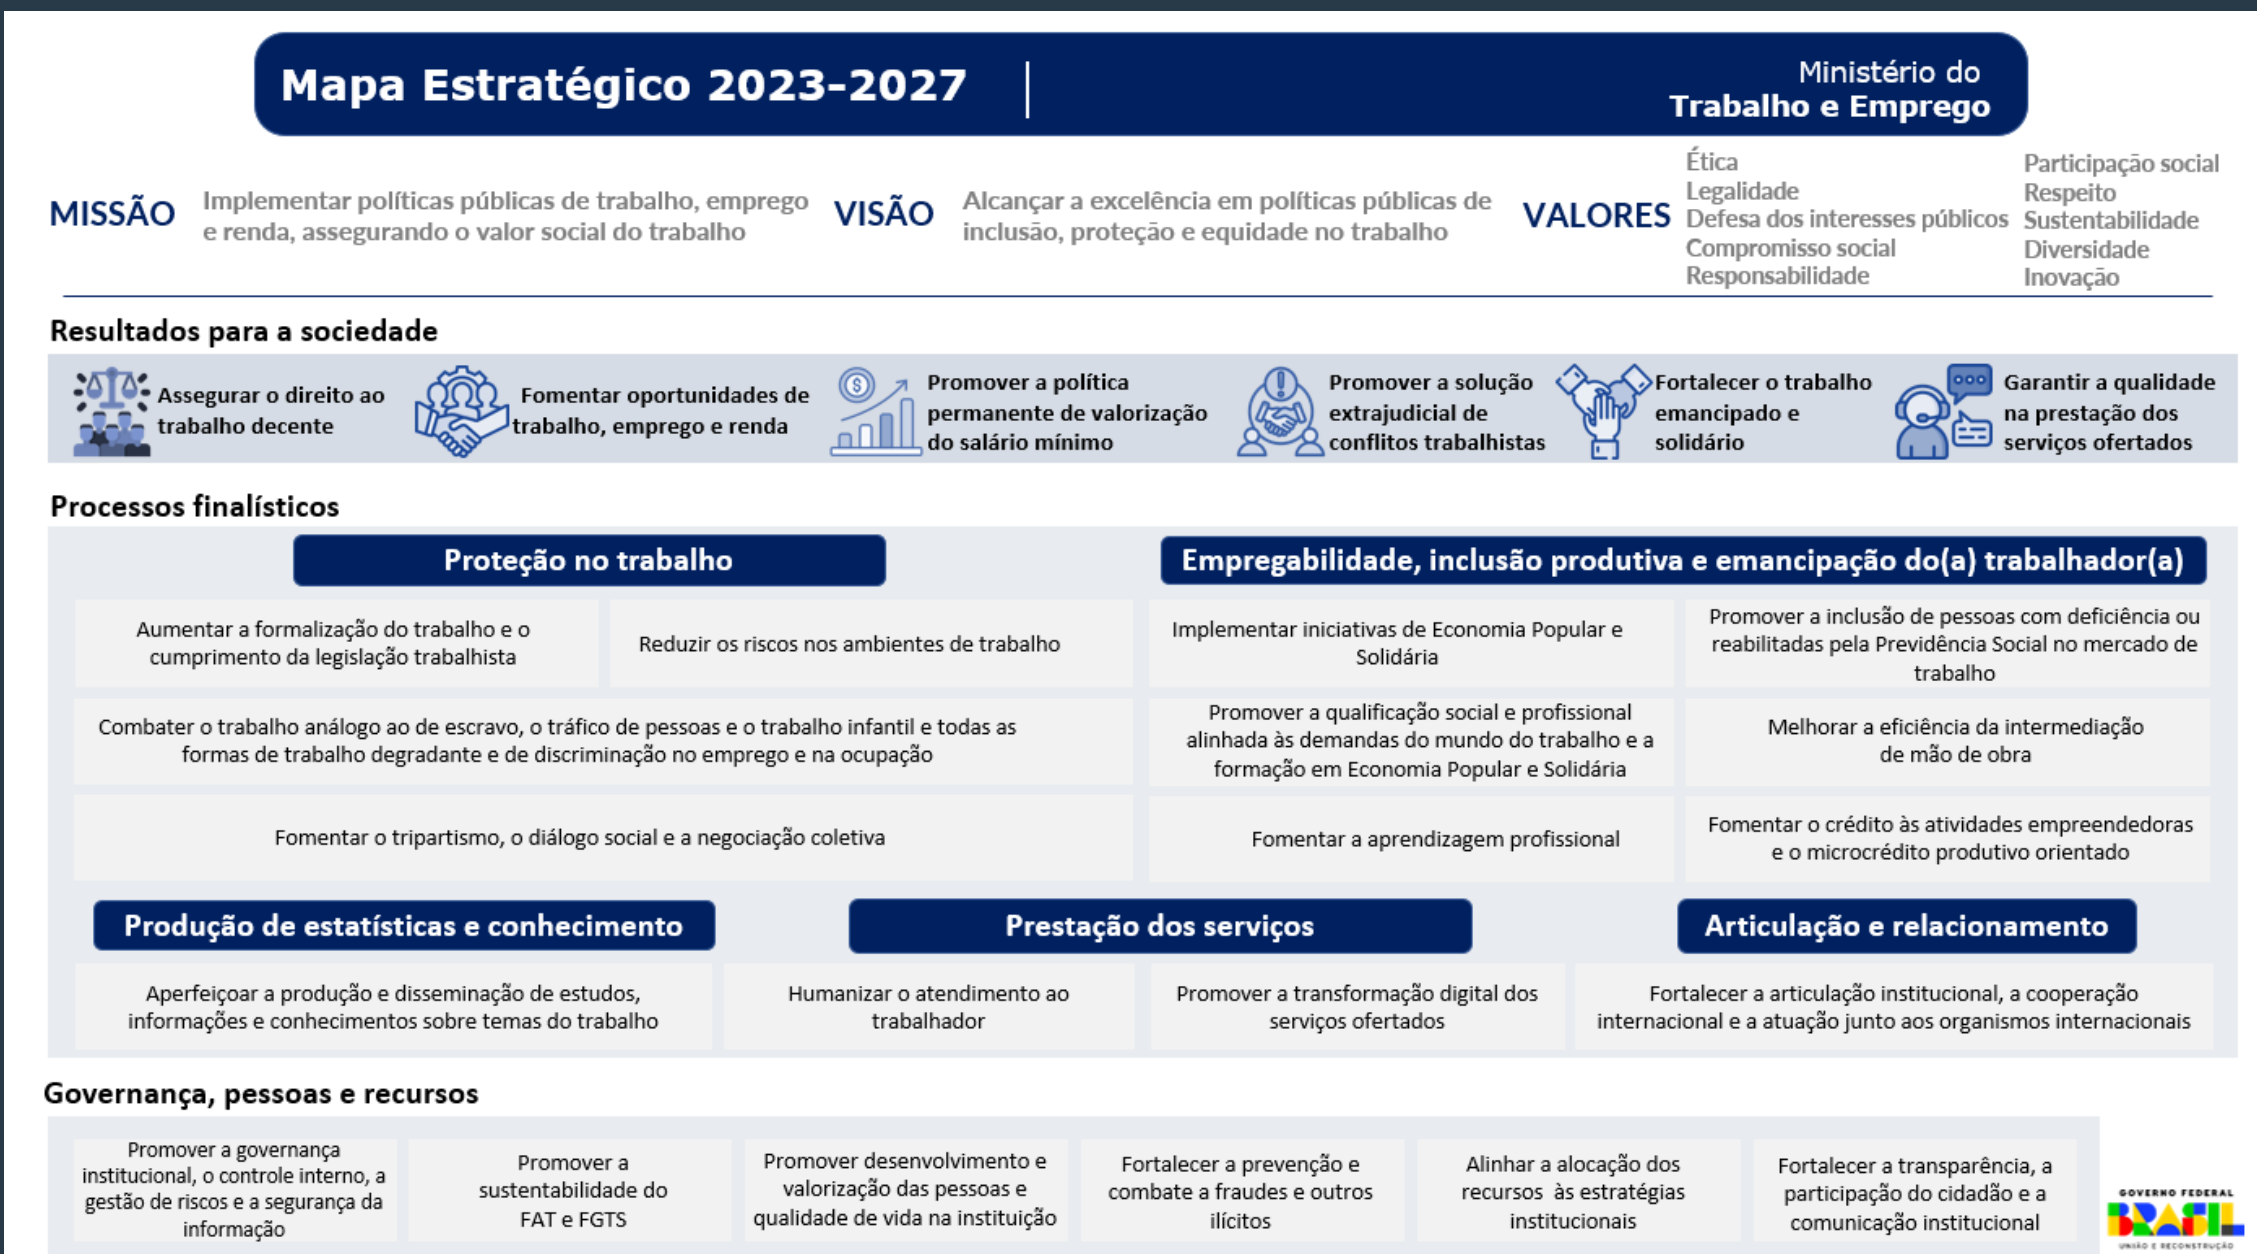 Mapa Estratégico 2023-2027
Ministério do
Trabalho e Emprego
MISSÃO
Implementar políticas públicas de trabalho, emprego
e renda, assegurando o valor social do trabalho
VISÃO
Alcançar a excelência em políticas públicas de
inclusão, proteção e equidade no trabalho
VALORES
Ética
Legalidade
Defesa dos interesses públicos
Compromisso social
Responsabilidade
Participação social
Respeito
Sustentabilidade
Diversidade
Inovação
Resultados para a sociedade
Assegurar o direito ao
trabalho decente
Fomentar oportunidades de
trabalho, emprego e renda
Promover a política
permanente de valorização
do salário mínimo
Promover a solução
extrajudicial de
conflitos trabalhistas
Fortalecer o trabalho
emancipado e
solidário
Garantir a qualidade
na prestação dos
serviços ofertados
Processos finalísticos
Proteção no trabalho
Aumentar a formalização do trabalho e o
cumprimento da legislação trabalhista
Reduzir os riscos nos ambientes de trabalho
Combater o trabalho análogo ao de escravo, o tráfico de pessoas e o trabalho infantil e todas as
formas de trabalho degradante e de discriminação no emprego e na ocupação
Fomentar o tripartismo, o diálogo social e a negociação coletiva
Empregabilidade, inclusão produtiva e emancipação do(a) trabalhador(a)
Implementar iniciativas de Economia Popular e
Solidária
Promover a inclusão de pessoas com deficiência ou
reabilitadas pela Previdência Social no mercado de
trabalho
Promover a qualificação social e profissional
alinhada às demandas do mundo do trabalho e a
formação em Economia Popular e Solidária
Melhorar a eficiência da intermediação
de mão de obra
Fomentar a aprendizagem profissional
Fomentar o crédito às atividades empreendedoras
e o microcrédito produtivo orientado
Produção de estatísticas e conhecimento
Aperfeiçoar a produção e disseminação de estudos,
informações e conhecimentos sobre temas do trabalho
Prestação dos serviços
Humanizar o atendimento ao
trabalhador
Promover a transformação digital dos
serviços ofertados
Articulação e relacionamento
Fortalecer a articulação institucional, a cooperação
internacional e a atuação junto aos organismos internacionais
Governança, pessoas e recursos
Promover a governança
institucional, o controle interno, a
gestão de riscos e a segurança da
informação
Promover a
sustentabilidade do
FAT e FGTS
Promover desenvolvimento e
valorização das pessoas e
qualidade de vida na instituição
Fortalecer a prevenção e
combate a fraudes e outros
ilícitos
Alinhar a alocação dos
recursos às estratégias
institucionais
Fortalecer a transparência, a
participação do cidadão e a
comunicação institucional
GOVERNO FEDERAL
BRASIL
UNIÃO E RECONSTRUÇÃO